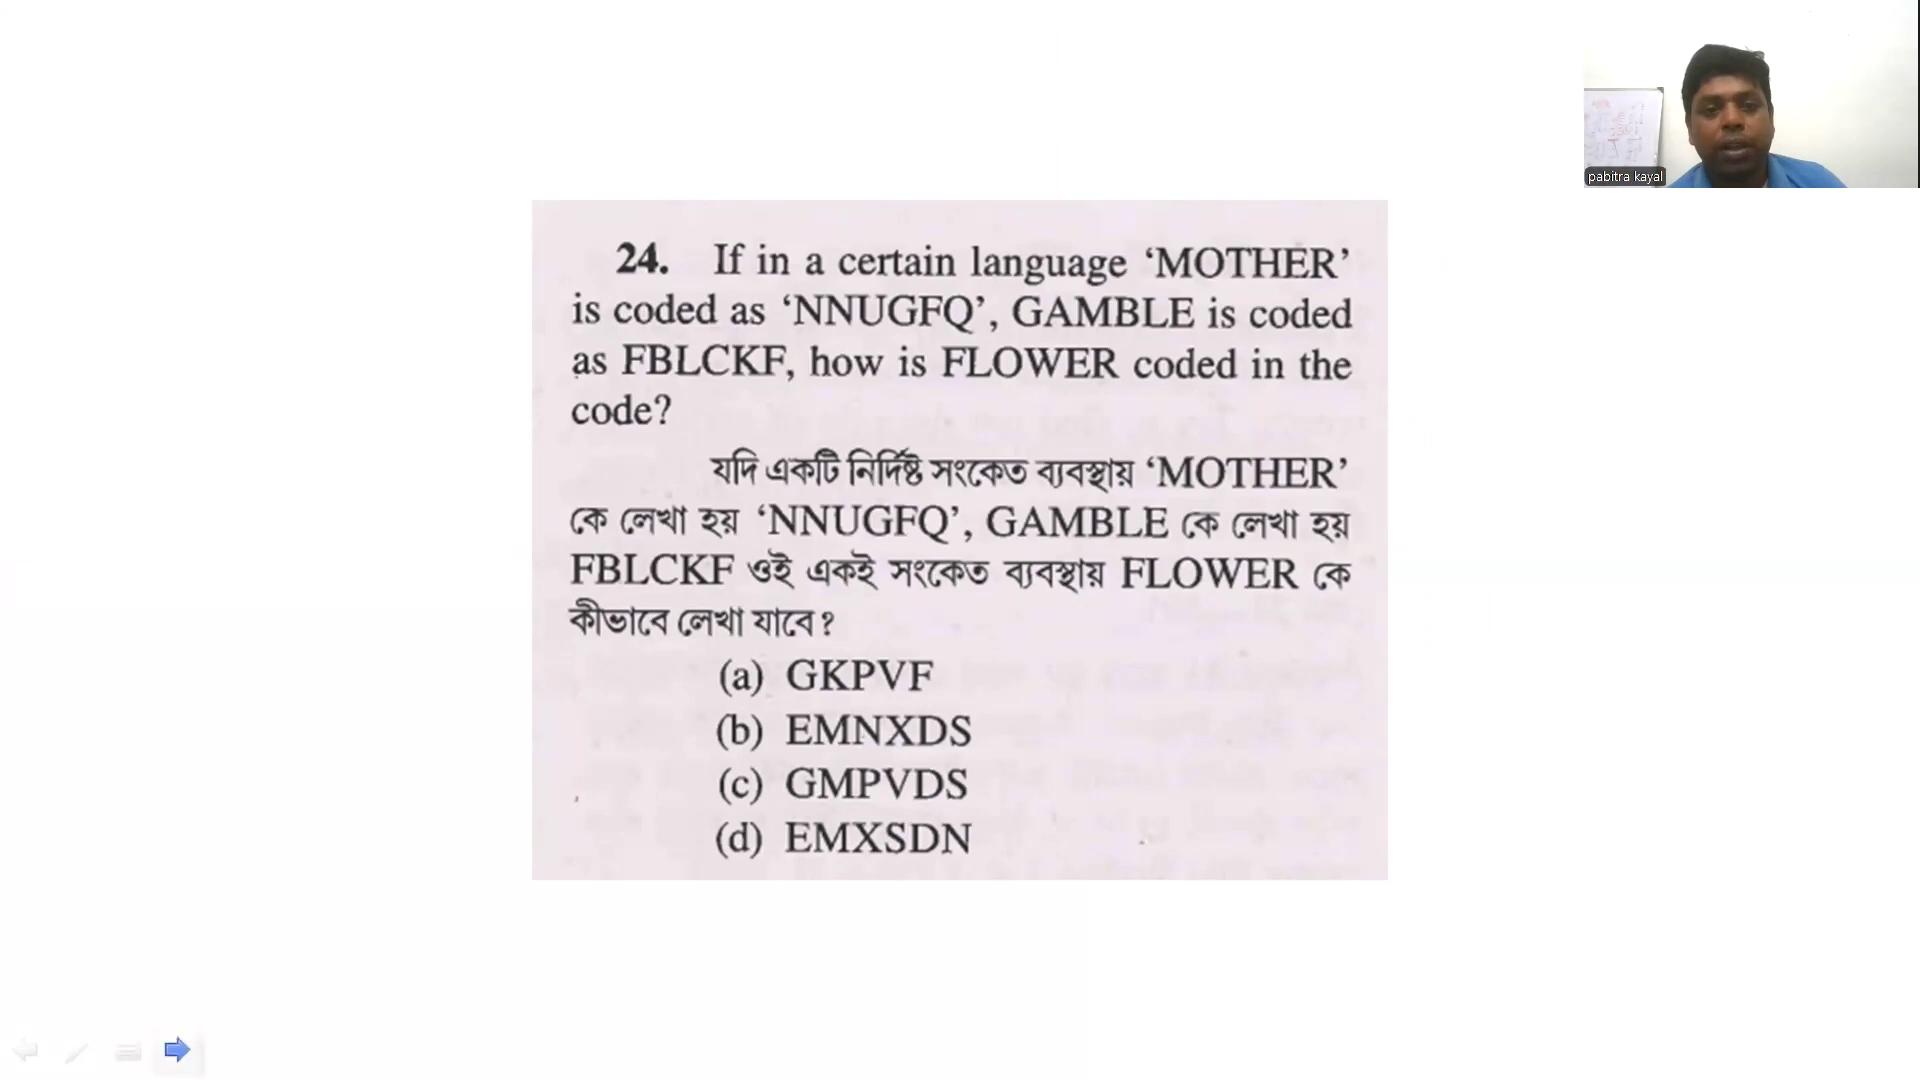 pabitra kayal
24. If in a certain language ‘MOTHER’
is coded as ‘NNUGFQ’, GAMBLE is coded
as FBLCKF, how is FLOWER coded in the
code?
যদি একটি নির্দিষ্ট সংকেত ব্যবস্থায় ‘MOTHER’
কে লেখা হয় ‘NNUGFQ’, GAMBLE কে লেখা হয়
FBLCKF ওই একই সংকেত ব্যবস্থায় FLOWER কে
কীভাবে লেখা যাবে?
(a) GKPVF
(b) EMNXDS
(c) GMPVDS
(d) EMXSDN